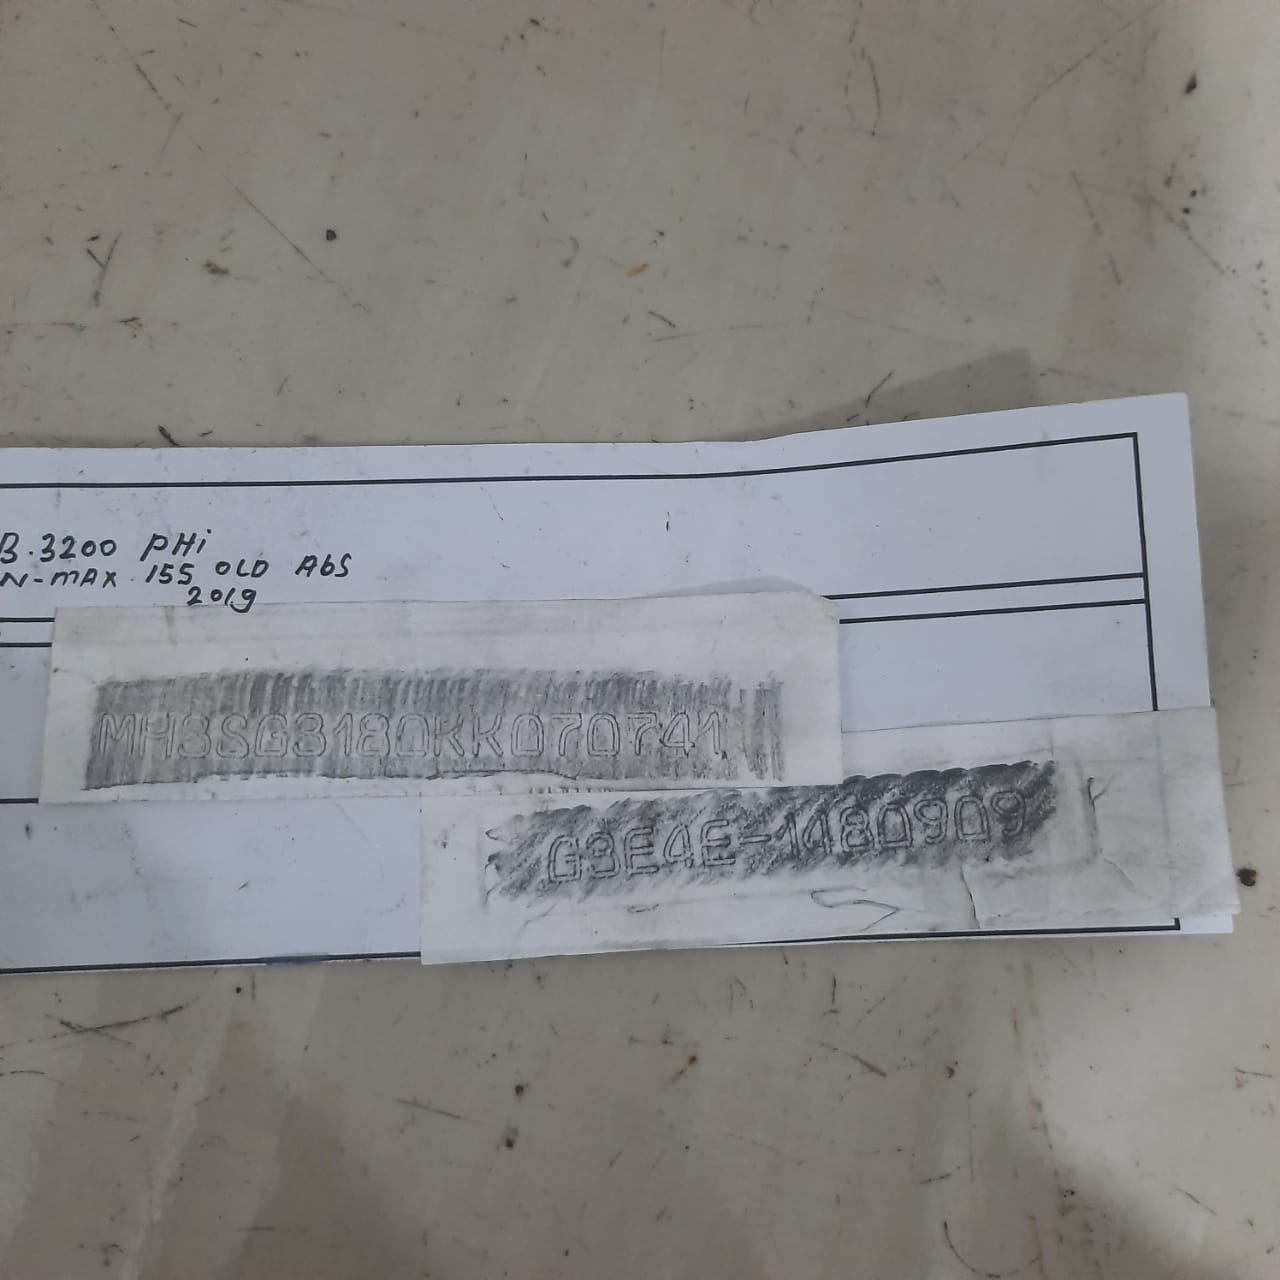 B.3200 PHi
N-MAX.155 OLD AbS
2019
MH3SG3180KK070741
G3E4E-1480909